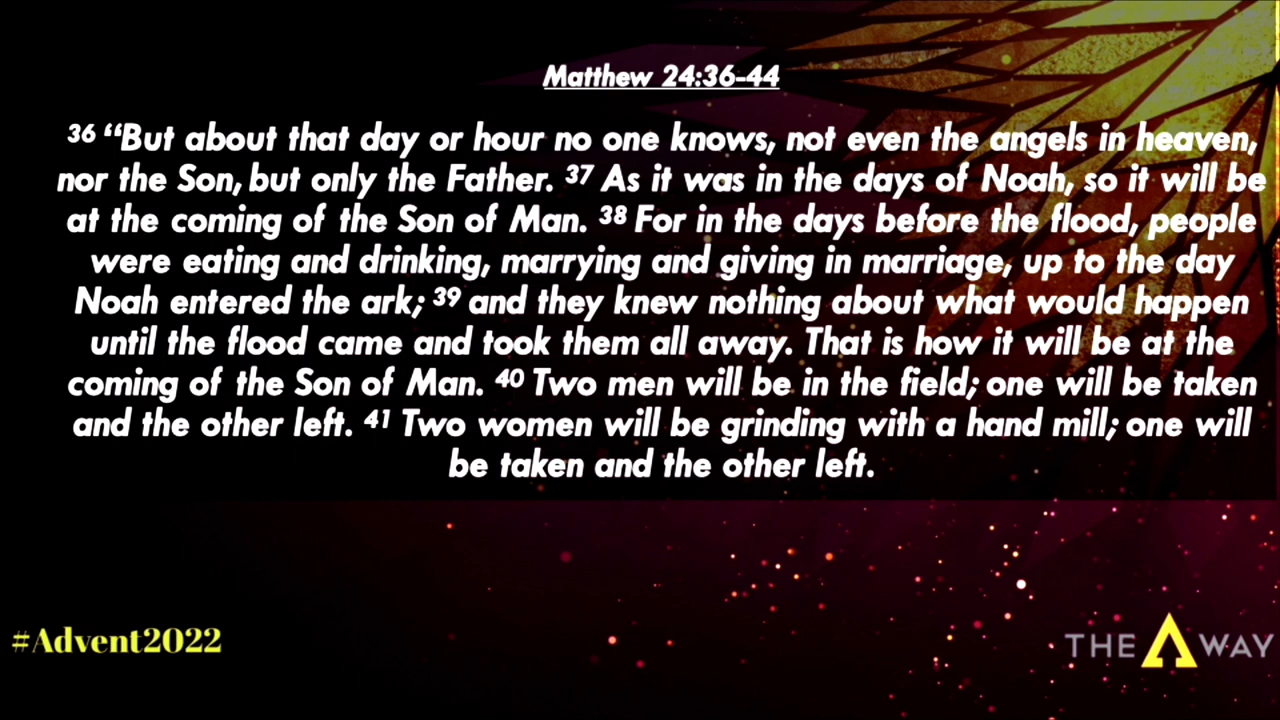 Matthew 24:36-44
36 “But about that day or hour no one knows, not even the angels in heaven,
nor the Son, but only the Father. 37 As it was in the days of Noah, so it will be
at the coming of the Son of Man. 38 For in the days before the flood, people
were eating and drinking, marrying and giving in marriage, up to the day
Noah entered the ark; 39 and they knew nothing about what would happen
until the flood came and took them all away. That is how it will be at the
coming of the Son of Man. 40 Two men will be in the field; one will be taken
and the other left. 41 Two women will be grinding with a hand mill; one will
be taken and the other left.
#Advent2022
THE WAY